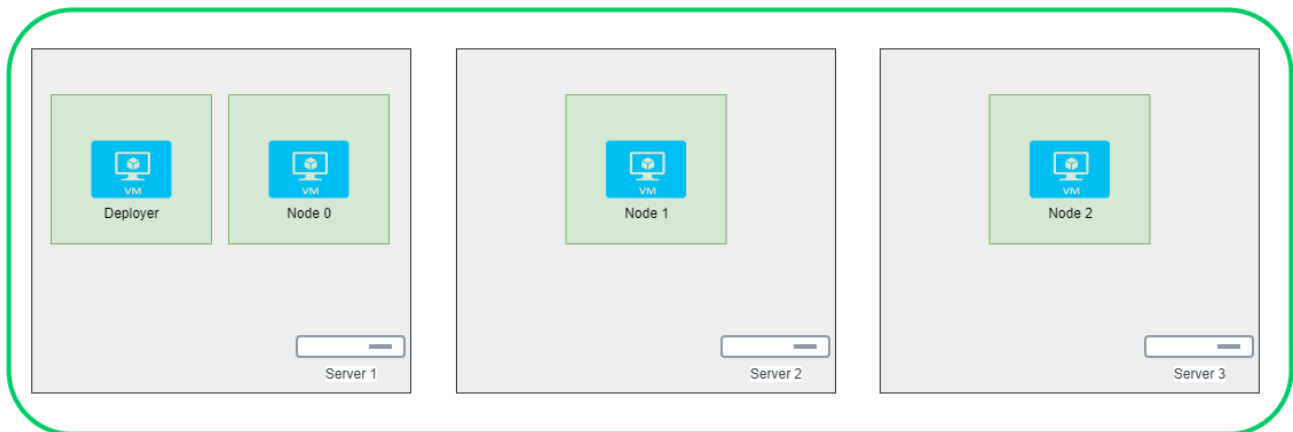 VM
Deployer
VM
Node 0
Server 1
VM
Node 1
Server 2
VM
Node 2
Server 3